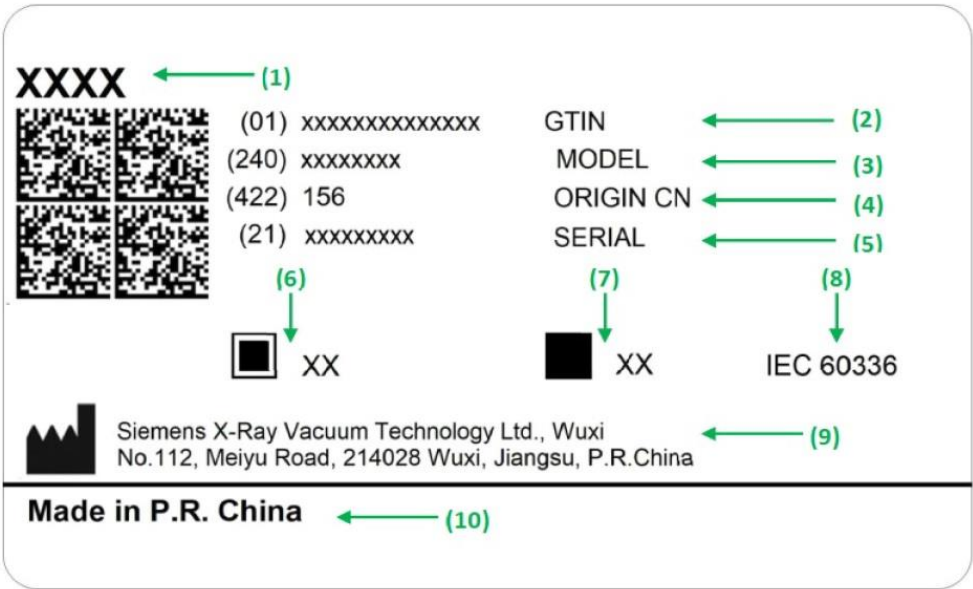 XXXX (1)
(01) xxxxxxxxxxxxxx GTIN (2)
(240) xxxxxxxx MODEL (3)
(422) 156 ORIGIN CN (4)
(21) xxxxxxxxx SERIAL (5)
(6) (7) (8)
XX XX IEC 60336
Siemens X-Ray Vacuum Technology Ltd., Wuxi (9)
No.112, Meiyu Road, 214028 Wuxi, Jiangsu, P.R.China
Made in P.R. China (10)